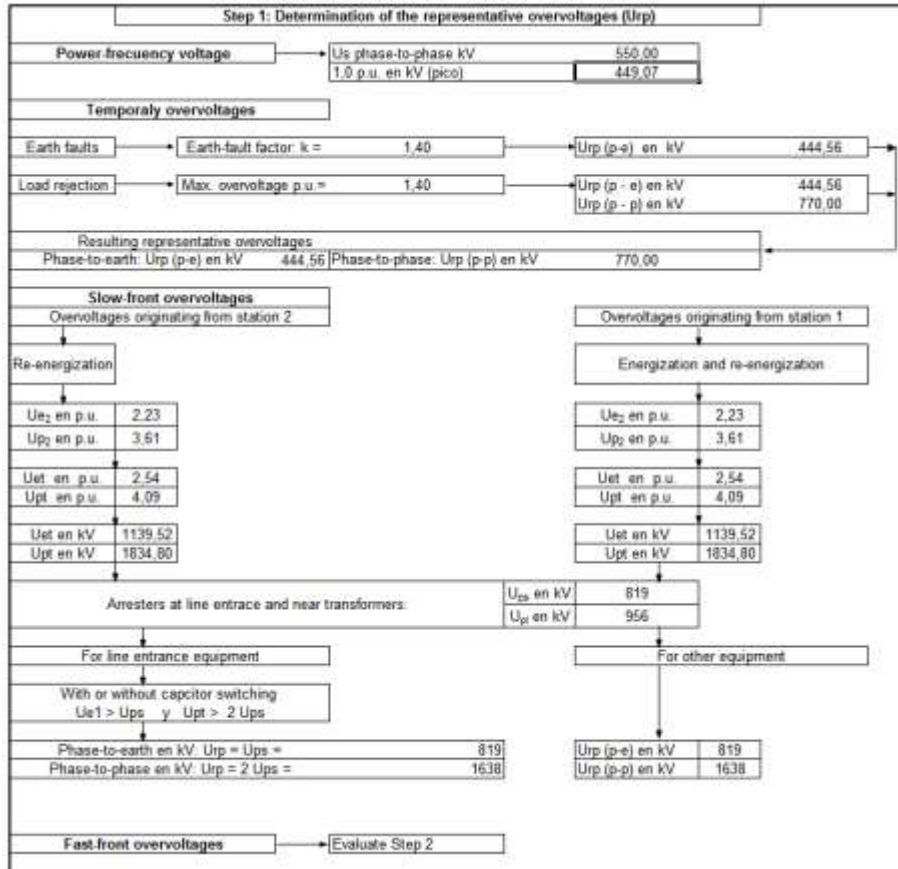 Step 1: Determination of the representative overvoltages (Urp)
Power-frecuency voltage
Us phase-to-phase kV 550,00
1,0 p.u. en kV (pico) 449,07
Temporaly overvoltages
Earth faults
Earth-fault factor: k = 1,40
Urp (p-e) en kV 444,56
Load rejection
Max. overvoltage p.u.= 1,40
Urp (p - e) en kV 444,56
Urp (p - p) en kV 770,00
Resulting representative overvoltages
Phase-to-earth: Urp (p-e) en kV 444,56 Phase-to-phase: Urp (p-p) en kV 770,00
Slow-front overvoltages
Overvoltages originating from station 2
Overvoltages originating from station 1
Re-energization
Energization and re-energization
Ue₂ en p.u. 2,23
Up₂ en p.u. 3,61
Ue₂ en p.u. 2,23
Up₂ en p.u. 3,61
Uet en p.u. 2,54
Upt en p.u. 4,09
Uet en p.u. 2,54
Upt en p.u. 4,09
Uet en kV 1139,52
Upt en kV 1834,80
Uet en kV 1139,52
Upt en kV 1834,80
Arresters at line entrace and near transformers.
Ups en kV 819
Upl en kV 956
For line entrance equipment
For other equipment
With or without capcitor switching
Ue1 > Ups y Upt > 2 Ups
Phase-to-earth en kV: Urp = Ups = 819
Phase-to-phase en kV: Urp = 2 Ups = 1638
Urp (p-e) en kV 819
Urp (p-p) en kV 1638
Fast-front overvoltages
Evaluate Step 2